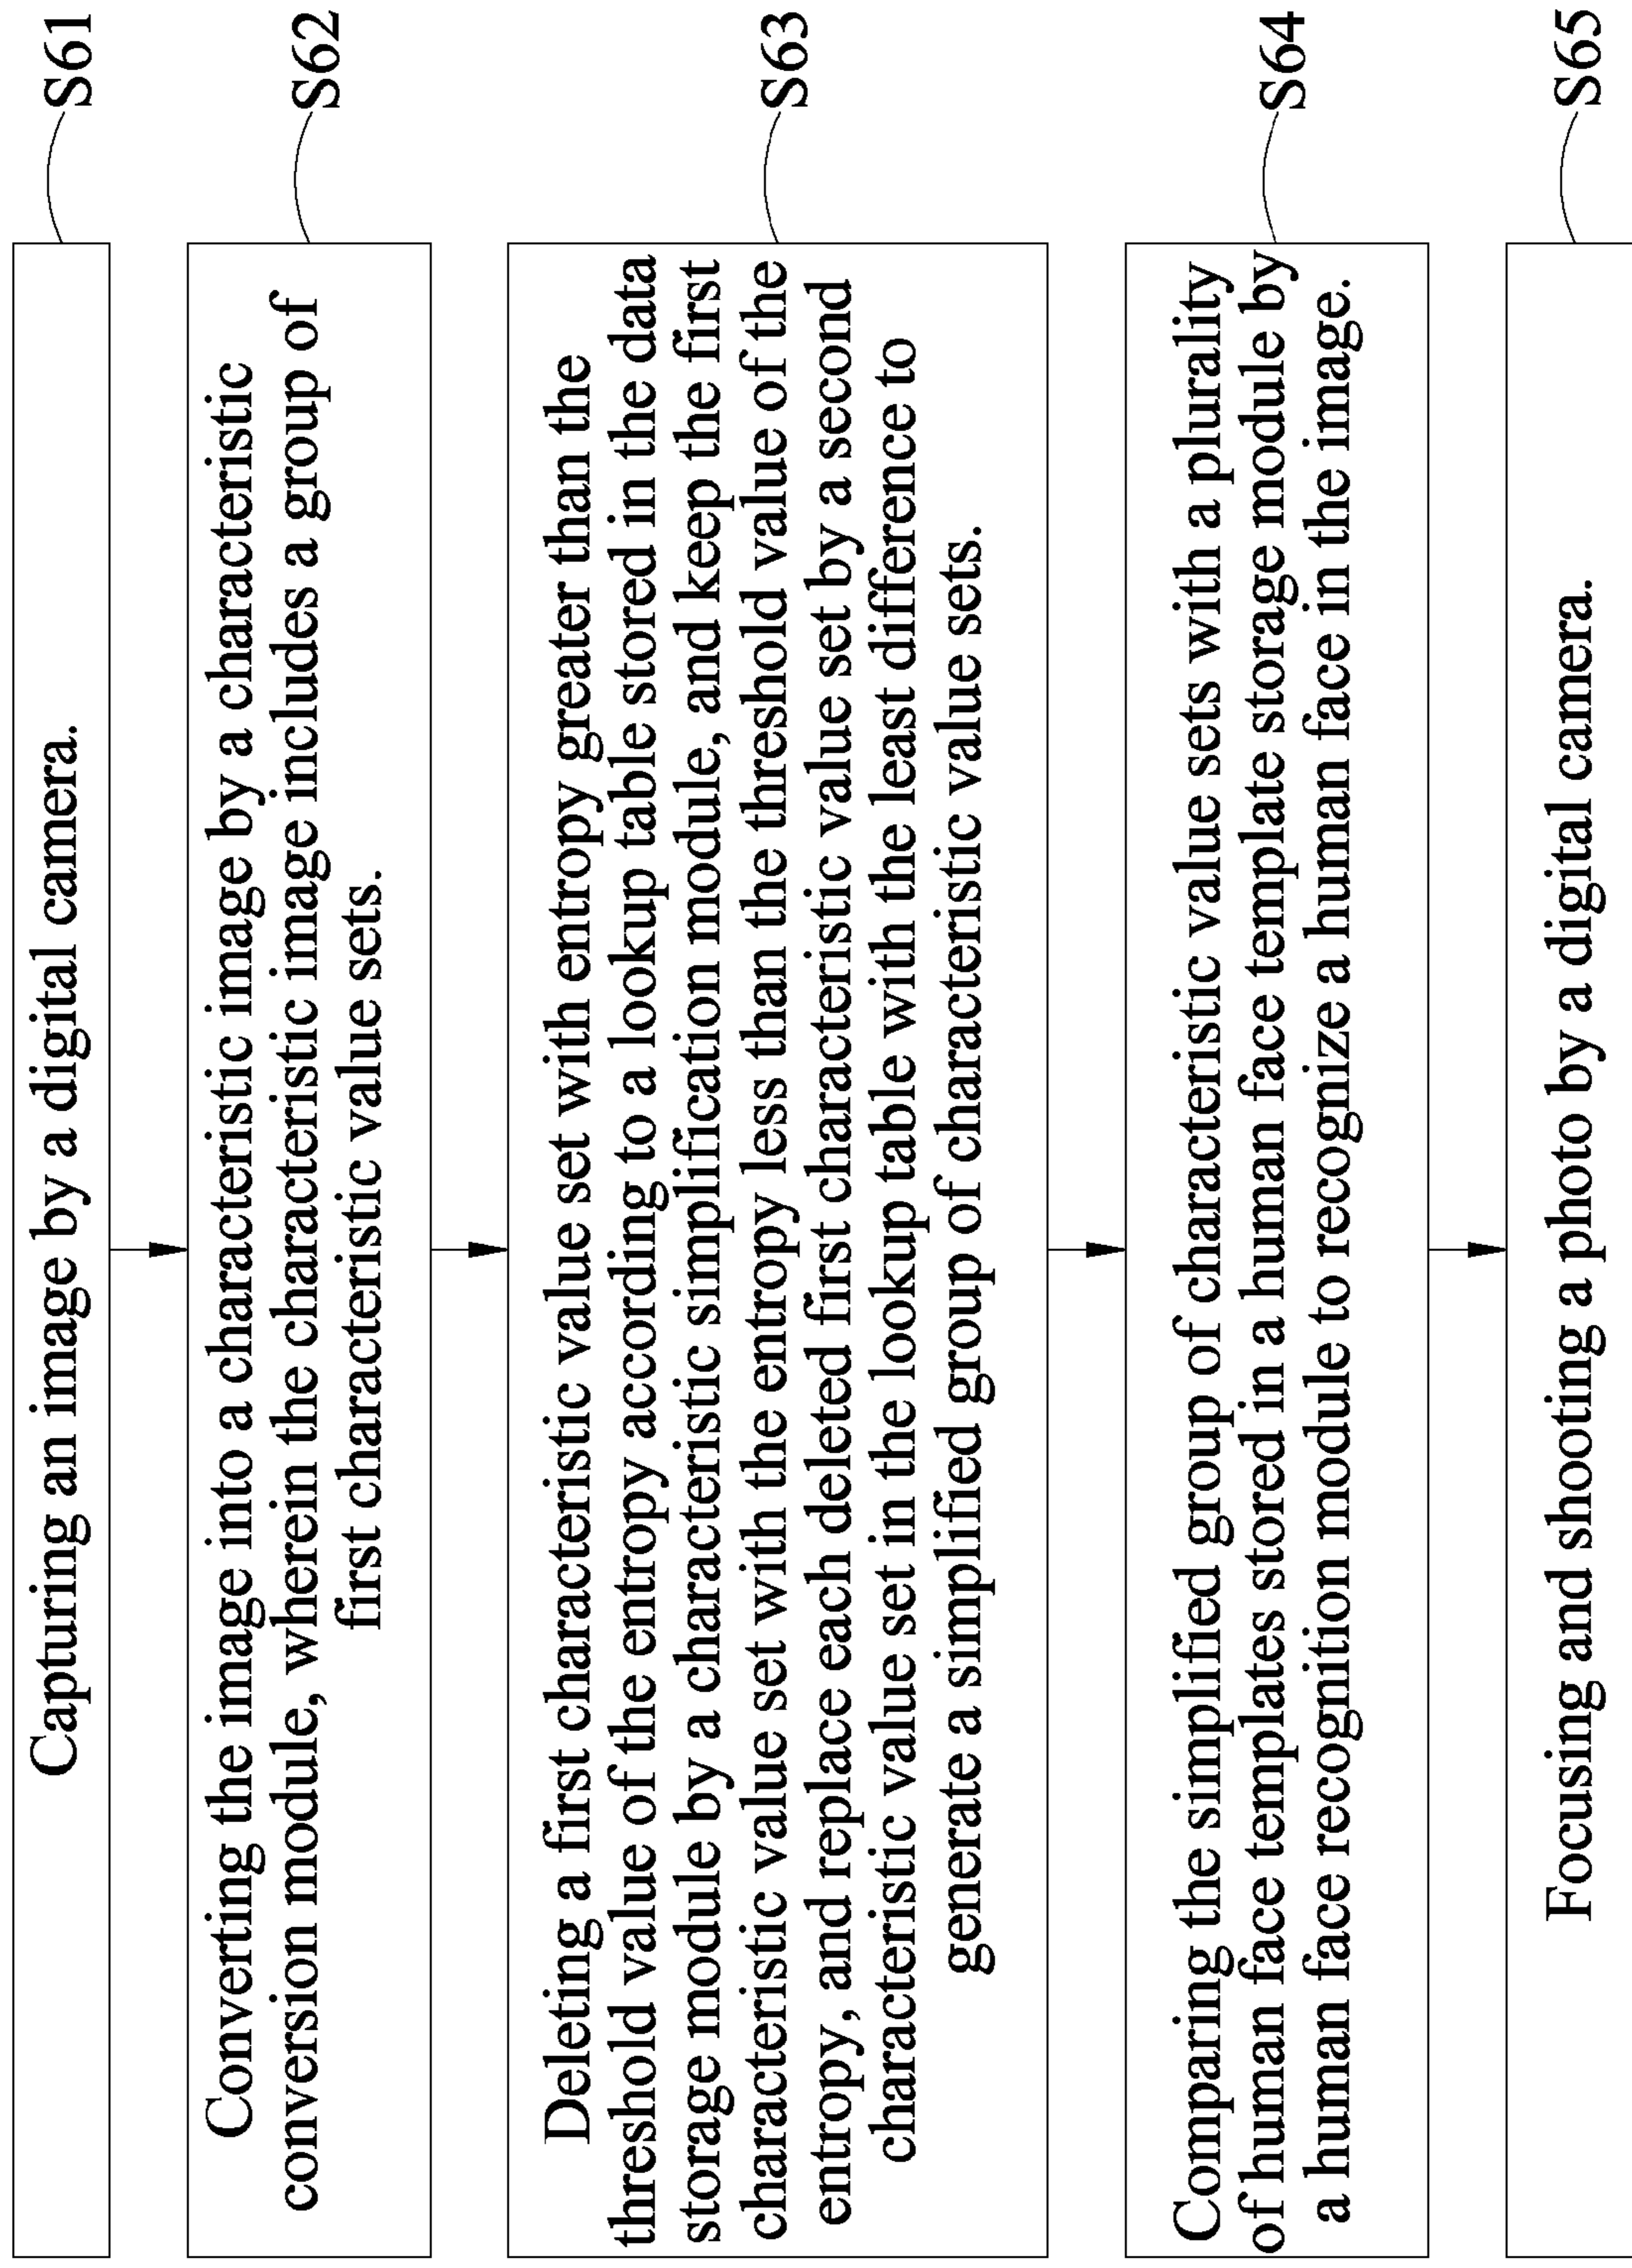 Capturing an image by a digital camera.
S61
Converting the image into a characteristic image by a characteristic
conversion module, wherein the characteristic image includes a group of
first characteristic value sets.
S62
Deleting a first characteristic value set with entropy greater than the
threshold value of the entropy according to a lookup table stored in the data
storage module by a characteristic simplification module, and keep the first
characteristic value set with the entropy less than the threshold value of the
entropy, and replace each deleted first characteristic value set by a second
characteristic value set in the lookup table with the least difference to
generate a simplified group of characteristic value sets.
S63
Comparing the simplified group of characteristic value sets with a plurality
of human face templates stored in a human face template storage module by
a human face recognition module to recognize a human face in the image.
S64
Focusing and shooting a photo by a digital camera.
S65